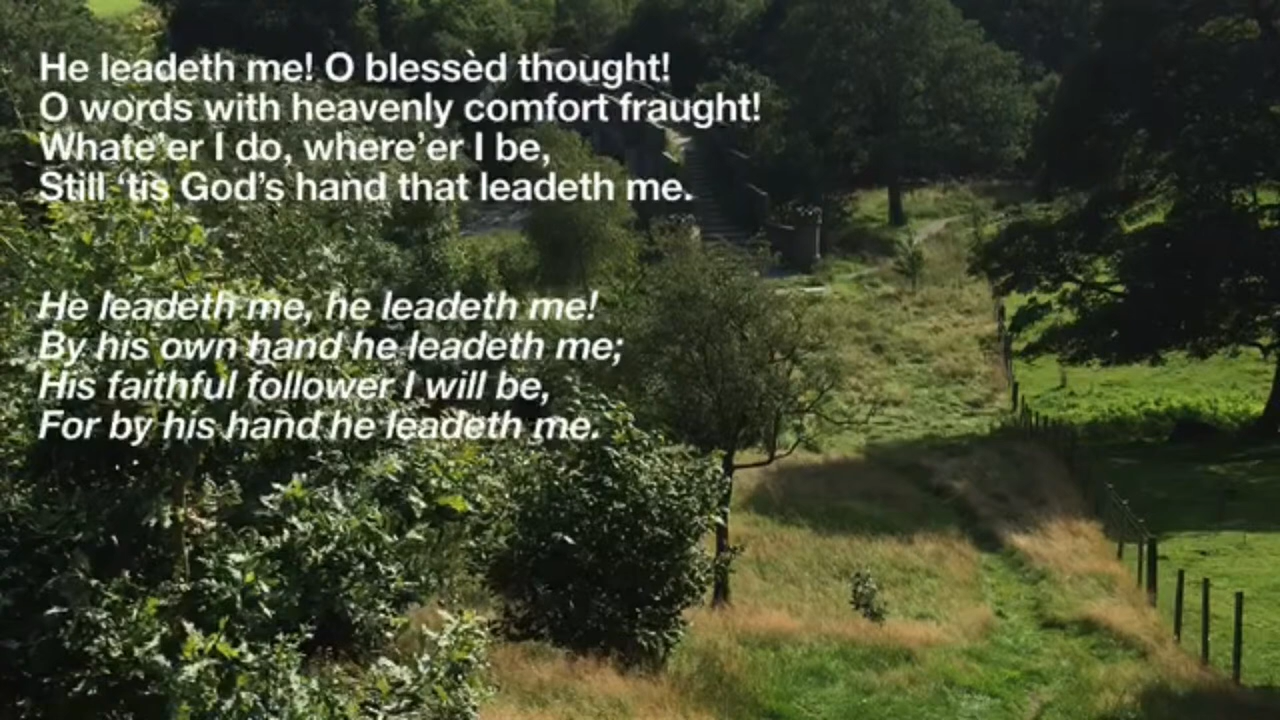 He leadeth me! O blessèd thought!
O words with heavenly comfort fraught!
Whate’er I do, where’er I be,
Still ‘tis God’s hand that leadeth me.
He leadeth me, he leadeth me!
By his own hand he leadeth me;
His faithful follower I will be,
For by his hand he leadeth me.